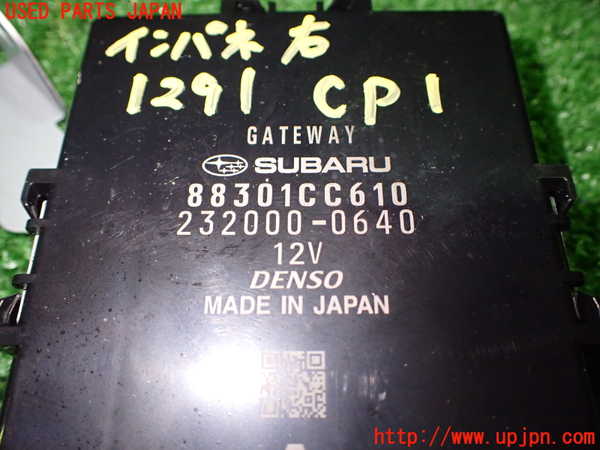 USED PARTS JAPAN
インパネ 右
1291 CP1
GATEWAY
SUBARU
88301CC610
232000-0640
12V
DENSO
MADE IN JAPAN
http://www.upjpn.com/